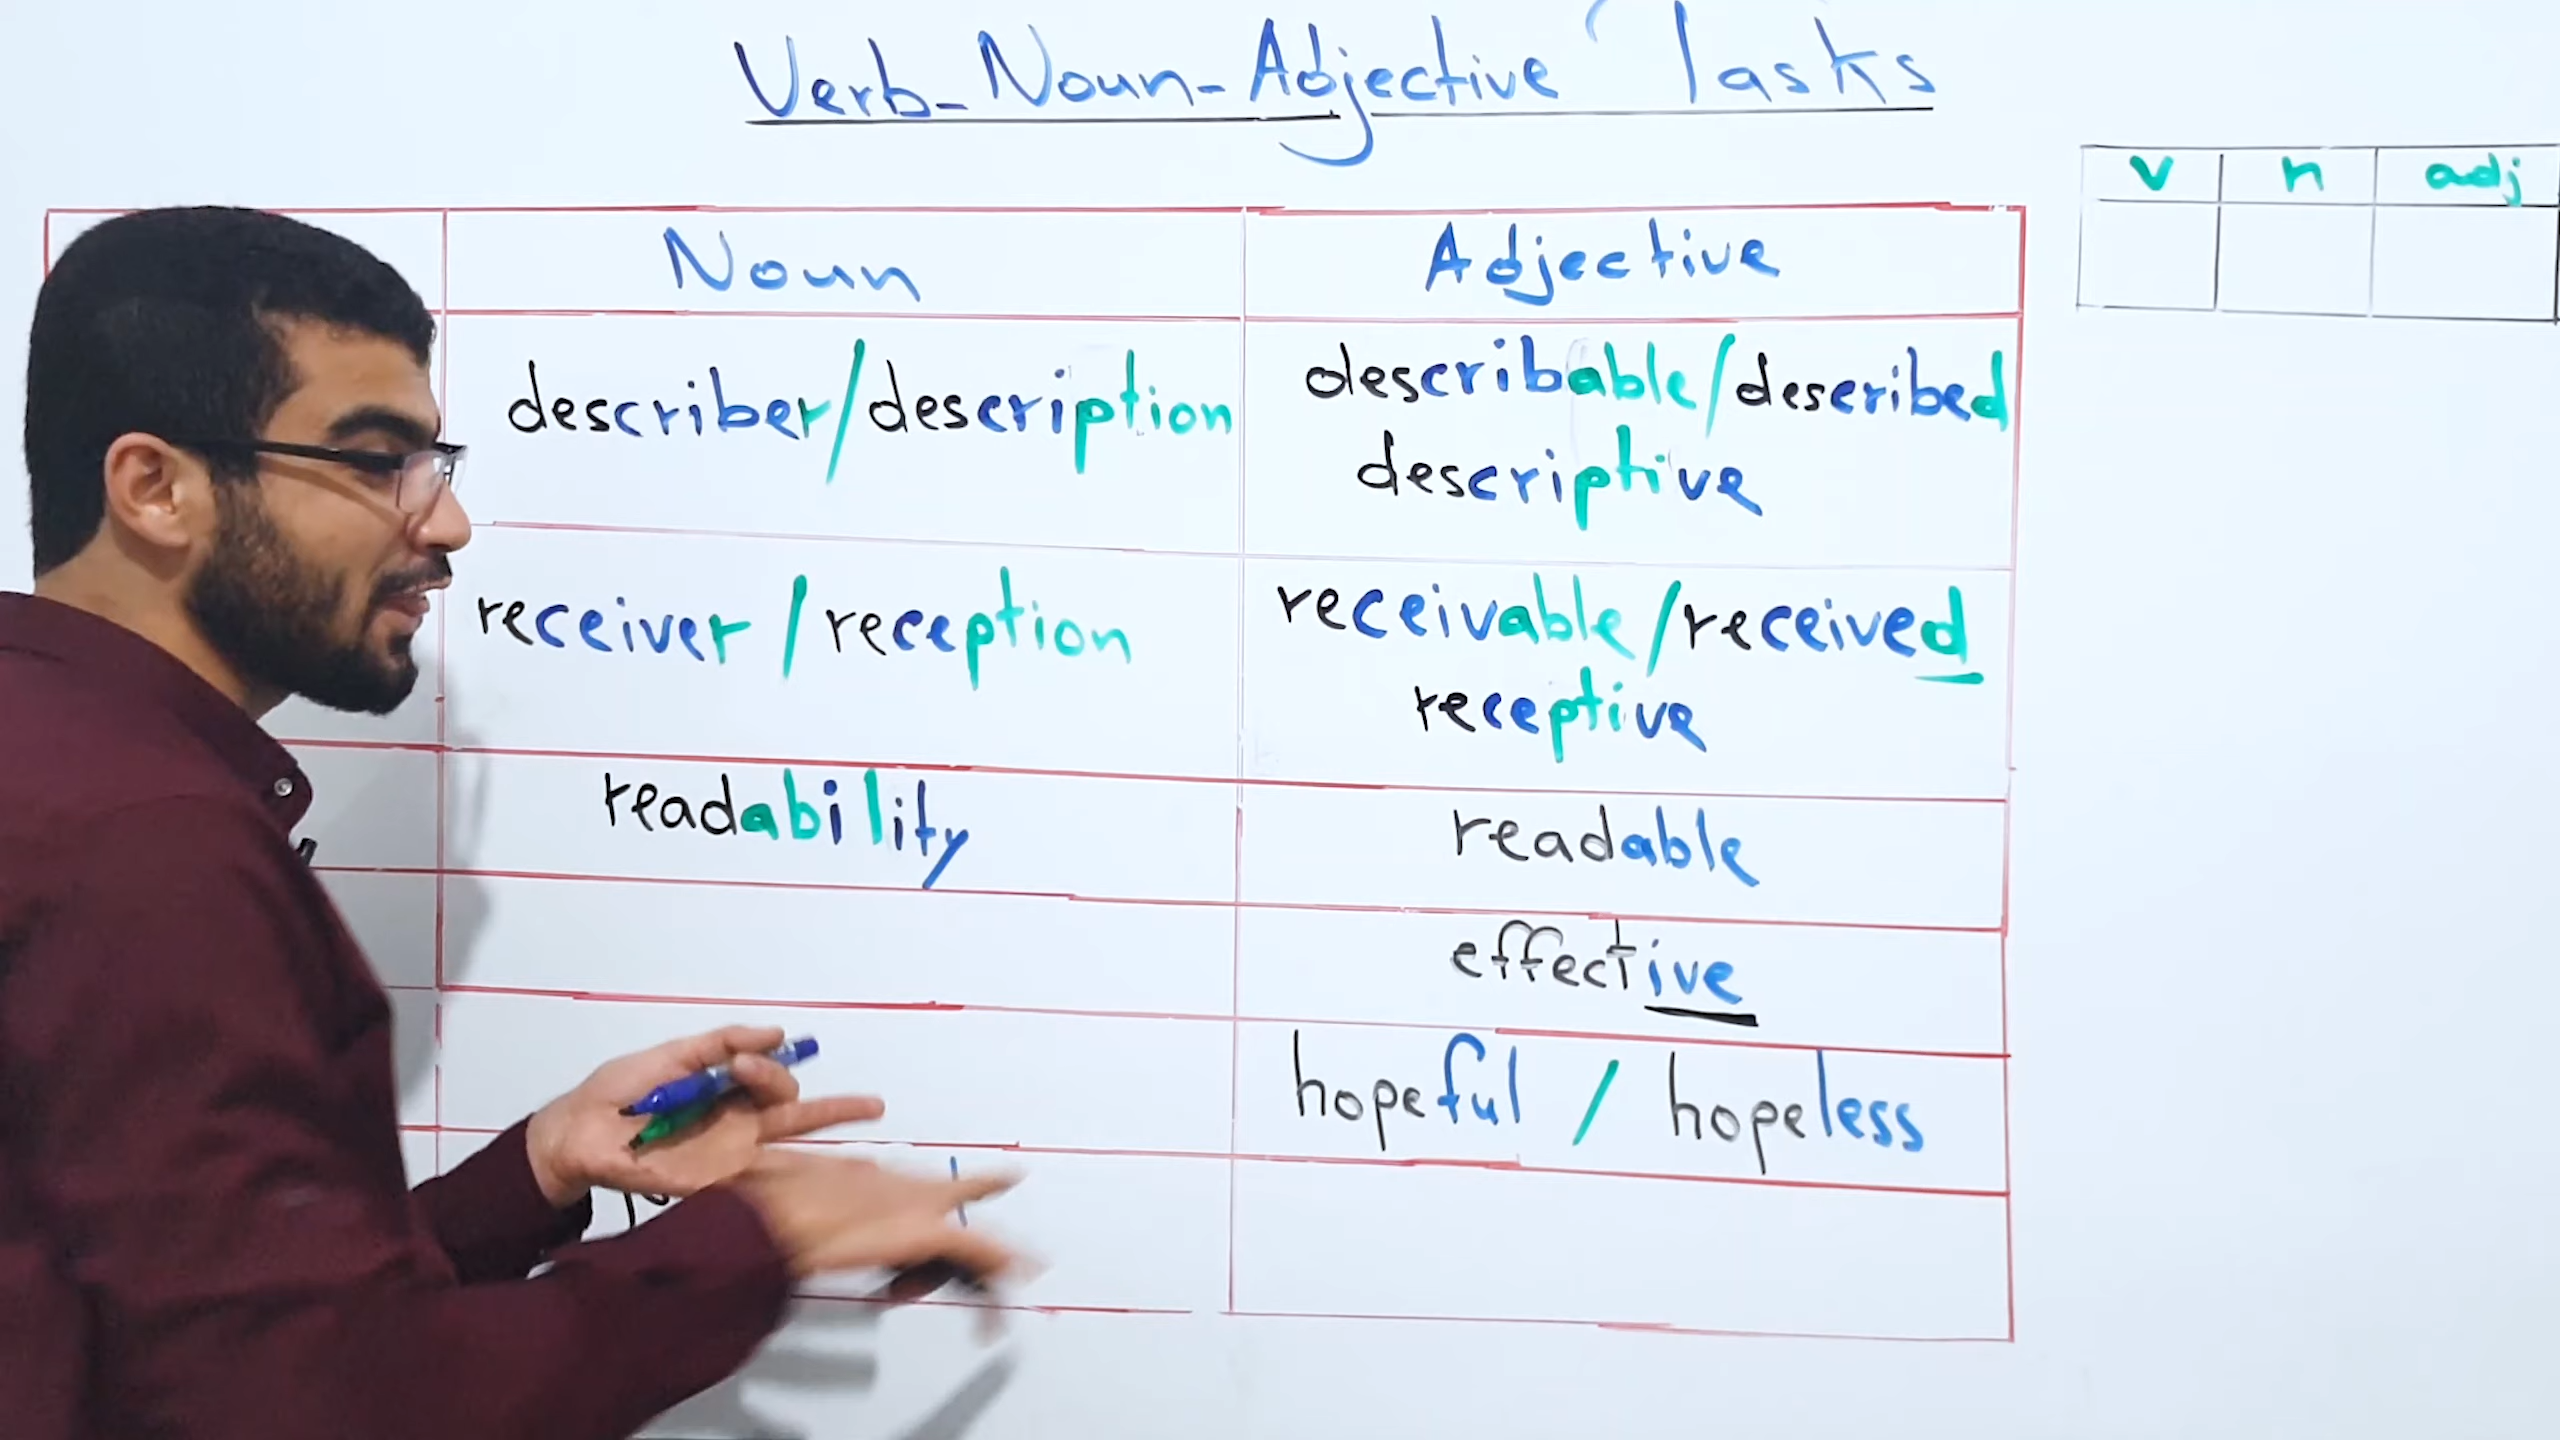 Verb-Noun-Adjective Tasks
v n adj
Noun Adjective
describer/description describable/described
descriptive
receiver/reception receivable/received
receptive
readability readable
effective
hopeful / hopeless